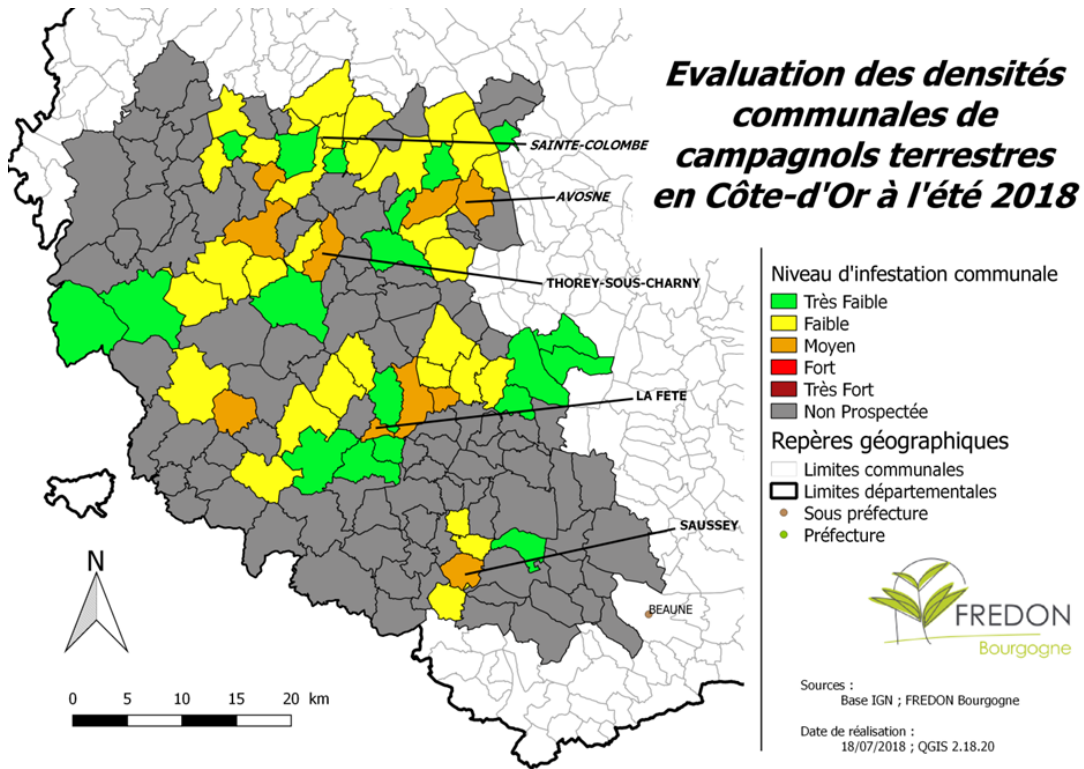 Evaluation des densités
communales de
campagnols terrestres
en Côte-d'Or à l'été 2018
SAINTE-COLOMBE
AVOSNE
THOREY-SOUS-CHARNY
LA FETE
SAUSSEY
BEAUNE
N
0 5 10 15 20 km
Niveau d'infestation communale
Très Faible
Faible
Moyen
Fort
Très Fort
Non Prospectée
Repères géographiques
Limites communales
Limites départementales
Sous préfecture
Préfecture
FREDON
Bourgogne
Sources :
Base IGN ; FREDON Bourgogne
Date de réalisation :
18/07/2018 ; QGIS 2.18.20